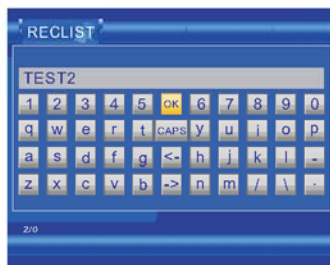 RECLIST
TEST2
1 2 3 4 5 OK 6 7 8 9 0
q w e r t CAPS y u i o p
a s d f g <- h j k l -
z x c v b -> n m / \ .
2/0